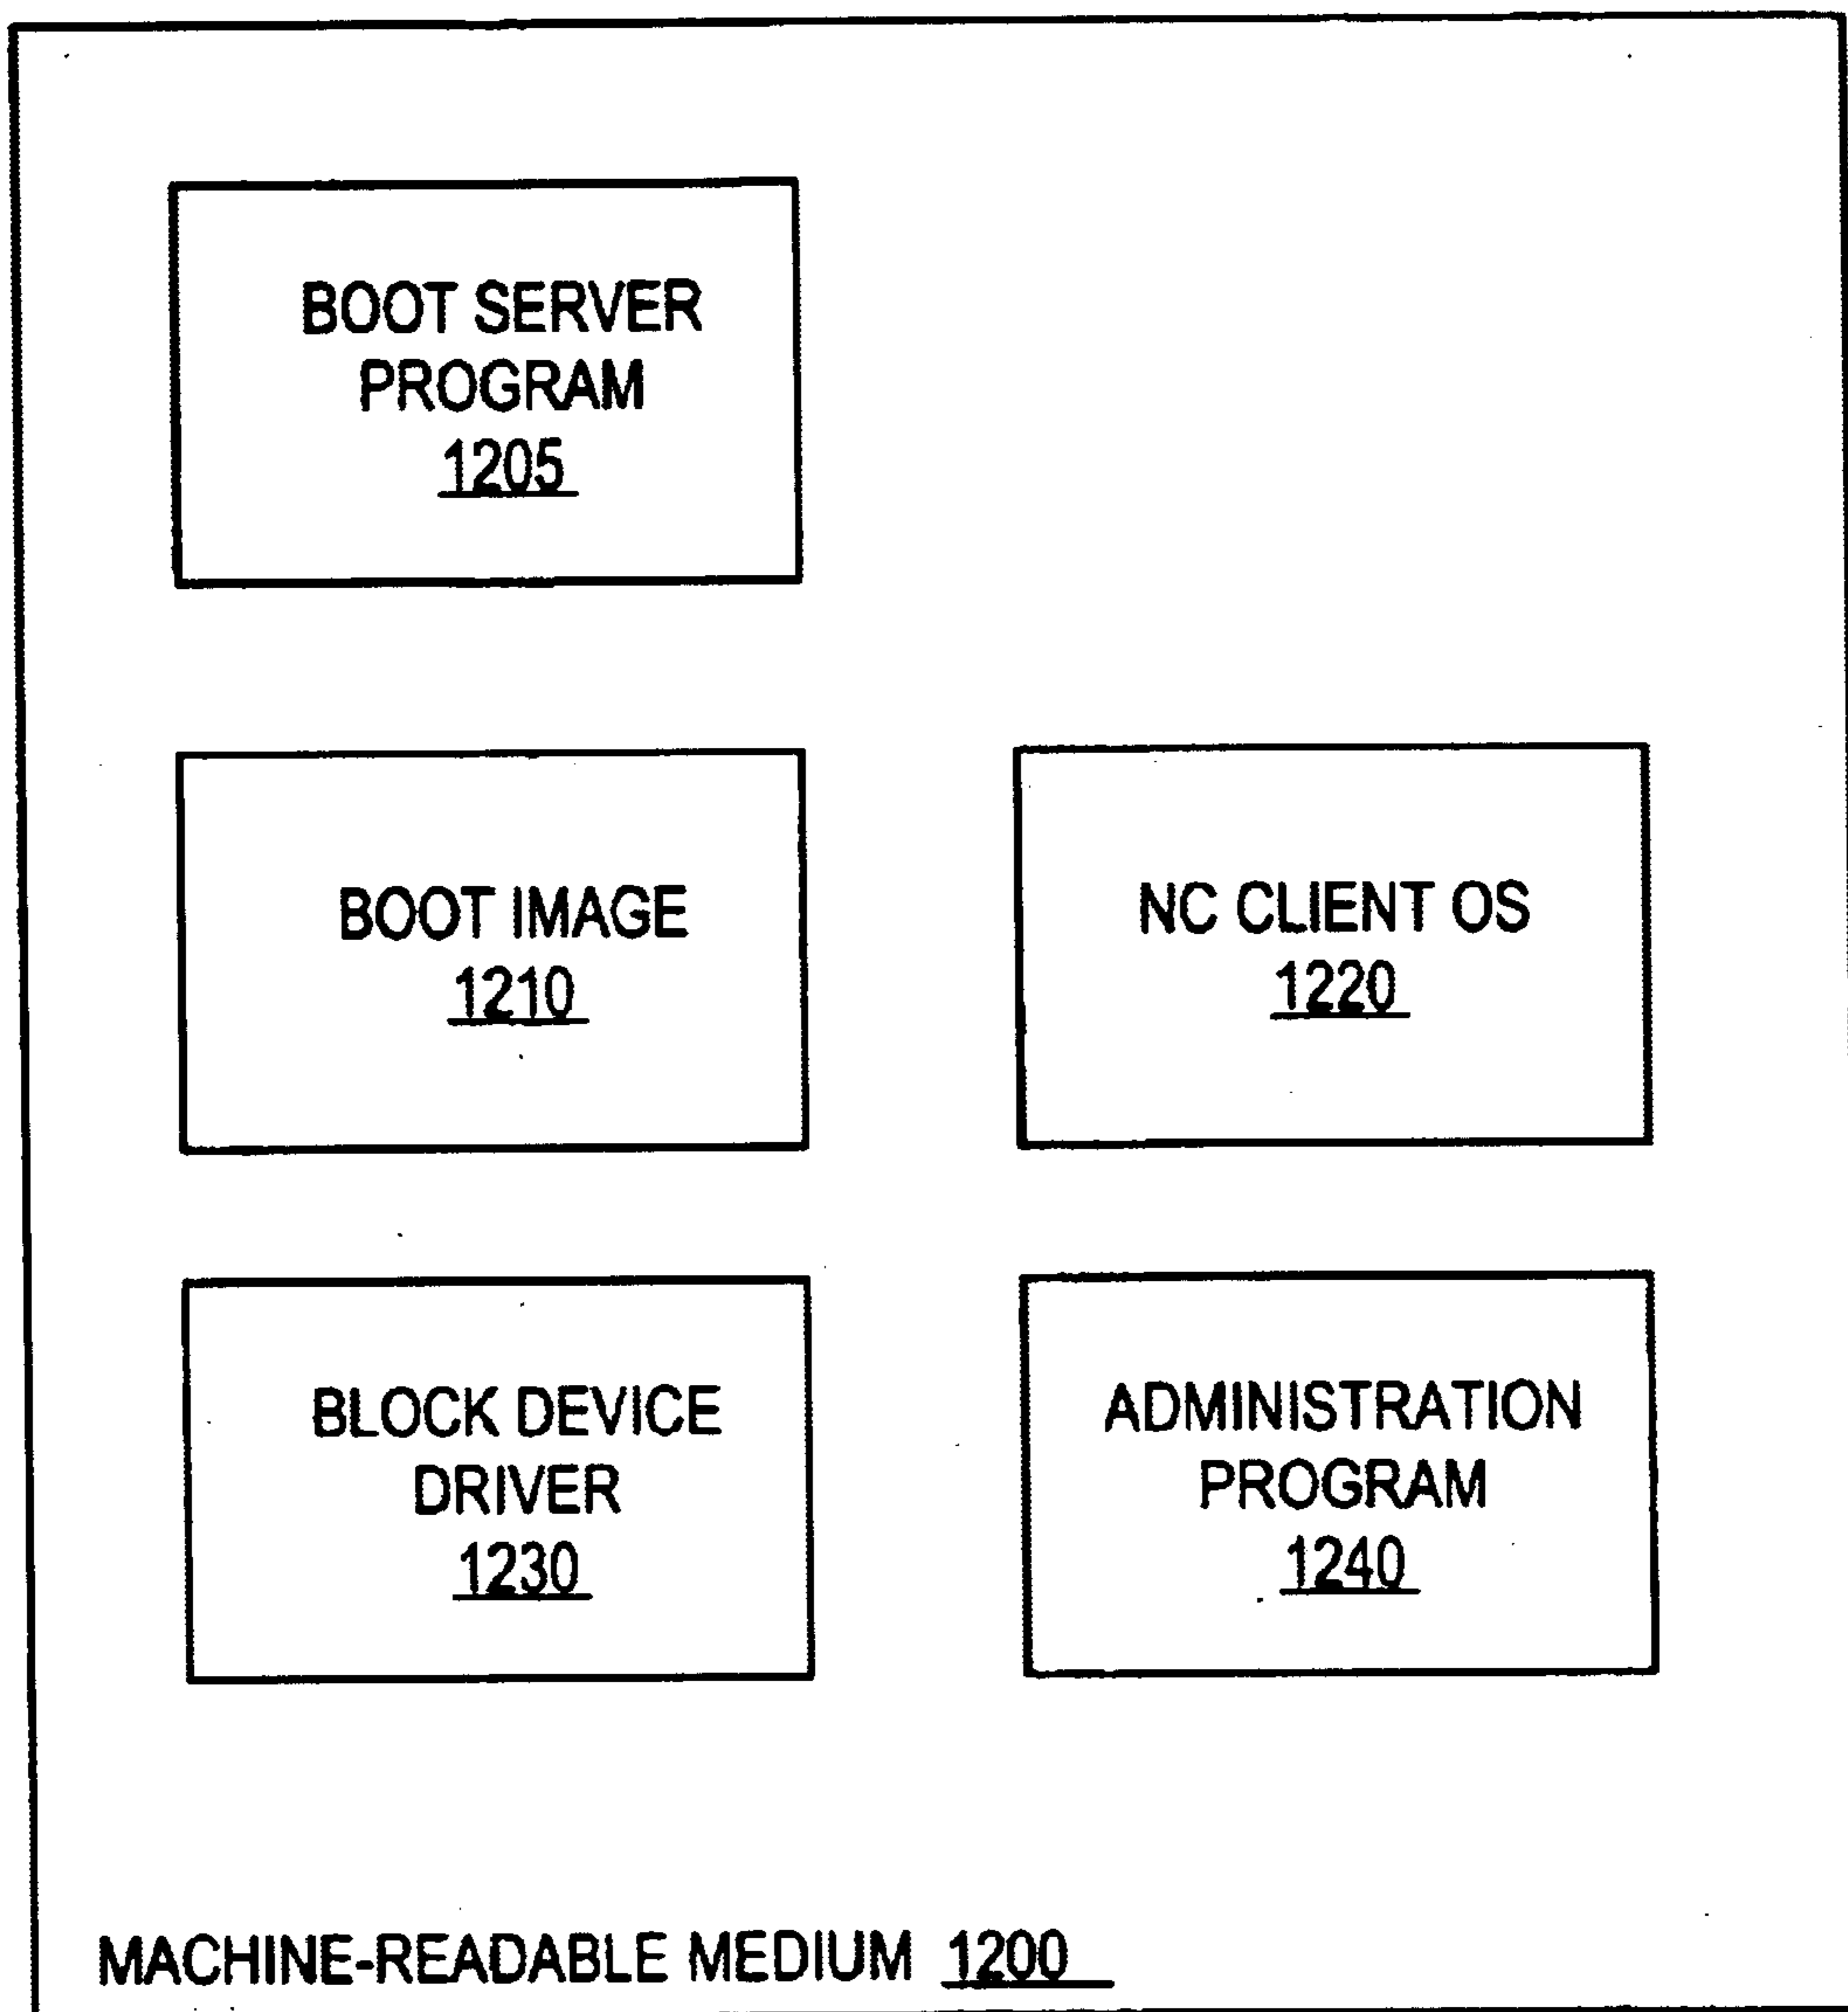 BOOT SERVER
PROGRAM
1205
BOOT IMAGE
1210
NC CLIENT OS
1220
BLOCK DEVICE
DRIVER
1230
ADMINISTRATION
PROGRAM
1240
MACHINE-READABLE MEDIUM 1200